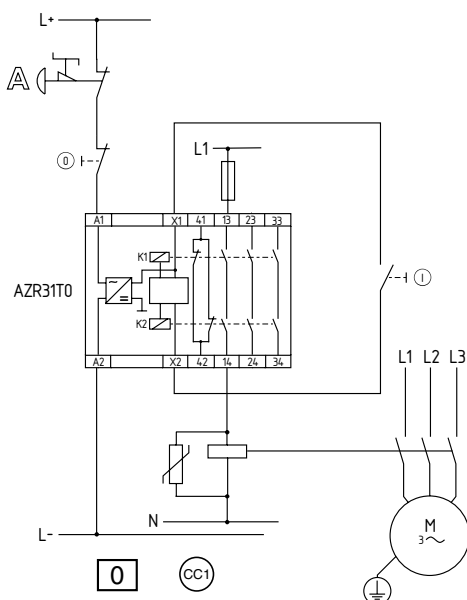 L+
A
0
L1
A1 X1 41 13 23 33
K1
AZR31T0
I
K2
A2 X2 42 14 24 34
L1 L2 L3
N
M
3~
L-
0
CC1